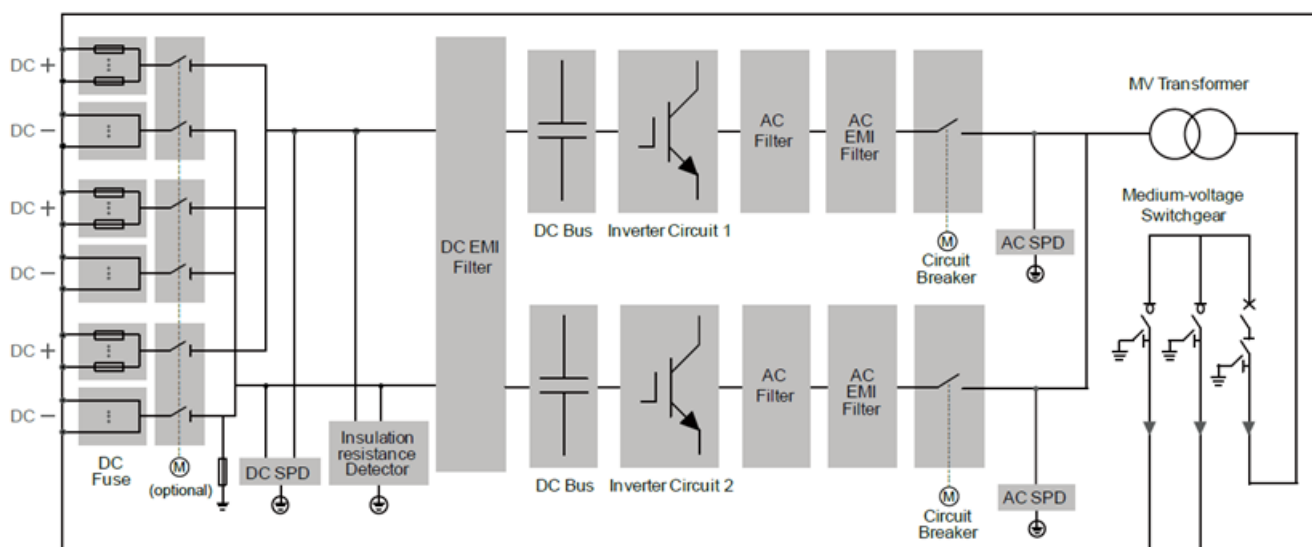 DC +
DC −
DC +
DC −
DC +
DC −
DC
Fuse
M
(optional)
DC SPD
Insulation
resistance
Detector
DC EMI
Filter
DC Bus
Inverter Circuit 1
AC
Filter
AC
EMI
Filter
M
Circuit
Breaker
AC SPD
DC Bus
Inverter Circuit 2
AC
Filter
AC
EMI
Filter
M
Circuit
Breaker
AC SPD
MV Transformer
Medium-voltage
Switchgear